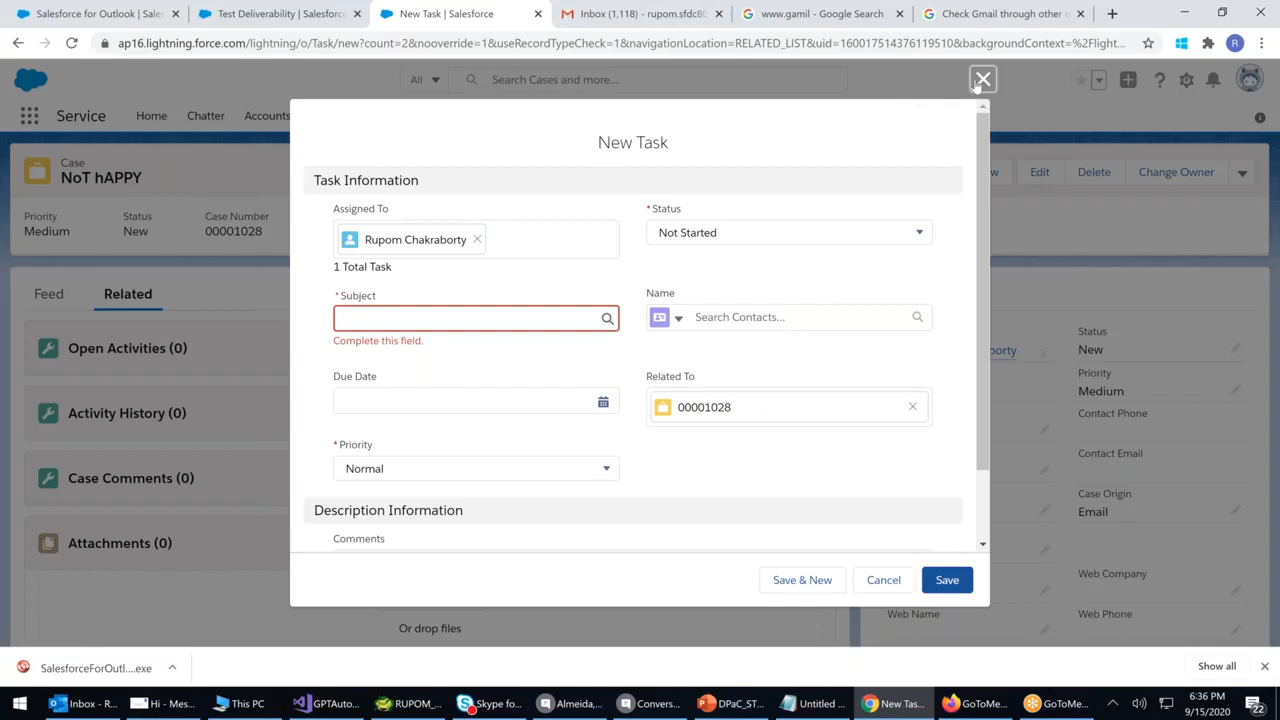 Salesforce for Outlook | Sales
Test Deliverability | Salesforce
New Task | Salesforce
Inbox (1,118) - rupom.sfdc80
www.gamil - Google Search
Check Gmail through other e
ap16.lightning.force.com/lightning/o/Task/new?count=2&nooverride=1&useRecordTypeCheck=1&navigationLocation=RELATED_LIST&uid=160017514376119510&backgroundContext=%2Flight...
R
All
Search Cases and more...
Service
Home
Chatter
Accounts
Case
NoT hAPPY
Edit
Delete
Change Owner
Priority
Medium
Status
New
Case Number
00001028
Feed
Related
Open Activities (0)
Activity History (0)
Case Comments (0)
Attachments (0)
Or drop files
New Task
Task Information
Assigned To
Rupom Chakraborty
1 Total Task
* Status
Not Started
* Subject
Complete this field.
Name
Search Contacts...
Due Date
Related To
00001028
* Priority
Normal
Description Information
Comments
Save & New
Cancel
Save
orty
Status
New
Priority
Medium
Contact Phone
Contact Email
Case Origin
Email
Web Company
Web Name
Web Phone
SalesforceForOutl....exe
Show all
Inbox - R...
Hi - Mes...
This PC
GPTAuto...
RUPOM_...
Skype fo...
Almeida,...
Convers...
DPaC_ST...
Untitled ...
New Tas...
GoToMe...
GoToMe...
6:36 PM
9/15/2020
22